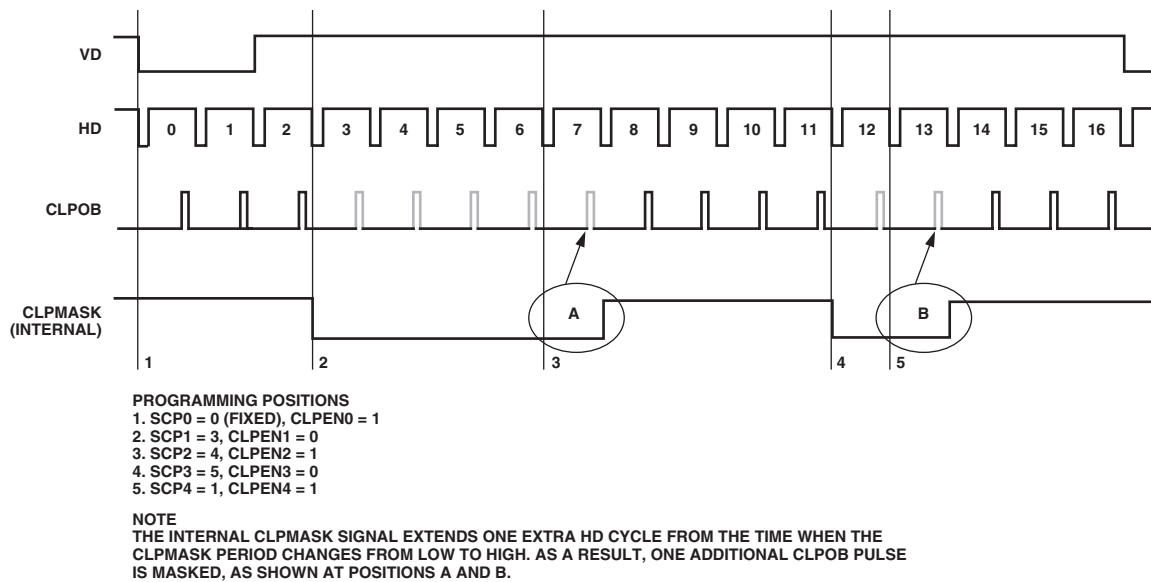 VD
HD
0 1 2 3 4 5 6 7 8 9 10 11 12 13 14 15 16
CLPOB
CLPMASK
(INTERNAL)
A
B
1 2 3 4 5
PROGRAMMING POSITIONS
1. SCP0 = 0 (FIXED), CLPEN0 = 1
2. SCP1 = 3, CLPEN1 = 0
3. SCP2 = 4, CLPEN2 = 1
4. SCP3 = 5, CLPEN3 = 0
5. SCP4 = 1, CLPEN4 = 1
NOTE
THE INTERNAL CLPMASK SIGNAL EXTENDS ONE EXTRA HD CYCLE FROM THE TIME WHEN THE
CLPMASK PERIOD CHANGES FROM LOW TO HIGH. AS A RESULT, ONE ADDITIONAL CLPOB PULSE
IS MASKED, AS SHOWN AT POSITIONS A AND B.